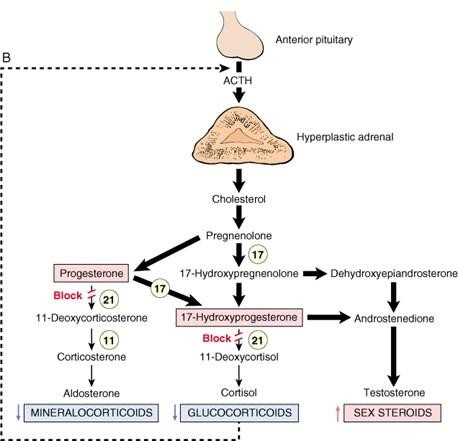 Anterior pituitary
B
ACTH
Hyperplastic adrenal
Cholesterol
Pregnenolone
17
Progesterone
17-Hydroxypregnenolone
Dehydroxyepiandrosterone
Block
21
17
11-Deoxycorticosterone
17-Hydroxyprogesterone
Androstenedione
11
Block
21
Corticosterone
11-Deoxycortisol
Aldosterone
Cortisol
Testosterone
↓ MINERALOCORTICOIDS
↓ GLUCOCORTICOIDS
↑ SEX STEROIDS